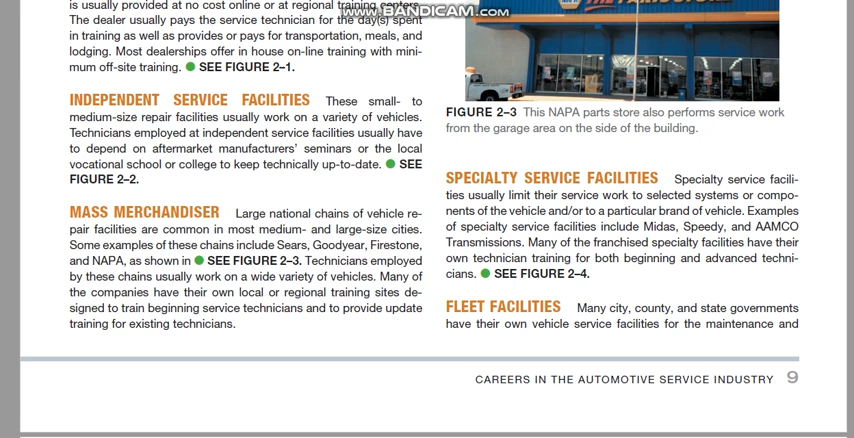 is usually provided at no cost online or at regional training centers.
The dealer usually pays the service technician for the day(s) spent
in training as well as provides or pays for transportation, meals, and
lodging. Most dealerships offer in house on-line training with mini-
mum off-site training. ● SEE FIGURE 2–1.
INDEPENDENT SERVICE FACILITIES These small- to
medium-size repair facilities usually work on a variety of vehicles.
Technicians employed at independent service facilities usually have
to depend on aftermarket manufacturers' seminars or the local
vocational school or college to keep technically up-to-date. ● SEE
FIGURE 2–2.
MASS MERCHANDISER Large national chains of vehicle re-
pair facilities are common in most medium- and large-size cities.
Some examples of these chains include Sears, Goodyear, Firestone,
and NAPA, as shown in ● SEE FIGURE 2–3. Technicians employed
by these chains usually work on a wide variety of vehicles. Many of
the companies have their own local or regional training sites de-
signed to train beginning service technicians and to provide update
training for existing technicians.
www.BANDICAM.com
FIGURE 2–3 This NAPA parts store also performs service work
from the garage area on the side of the building.
SPECIALTY SERVICE FACILITIES Specialty service facili-
ties usually limit their service work to selected systems or compo-
nents of the vehicle and/or to a particular brand of vehicle. Examples
of specialty service facilities include Midas, Speedy, and AAMCO
Transmissions. Many of the franchised specialty facilities have their
own technician training for both beginning and advanced techni-
cians. ● SEE FIGURE 2–4.
FLEET FACILITIES Many city, county, and state governments
have their own vehicle service facilities for the maintenance and
CAREERS IN THE AUTOMOTIVE SERVICE INDUSTRY 9